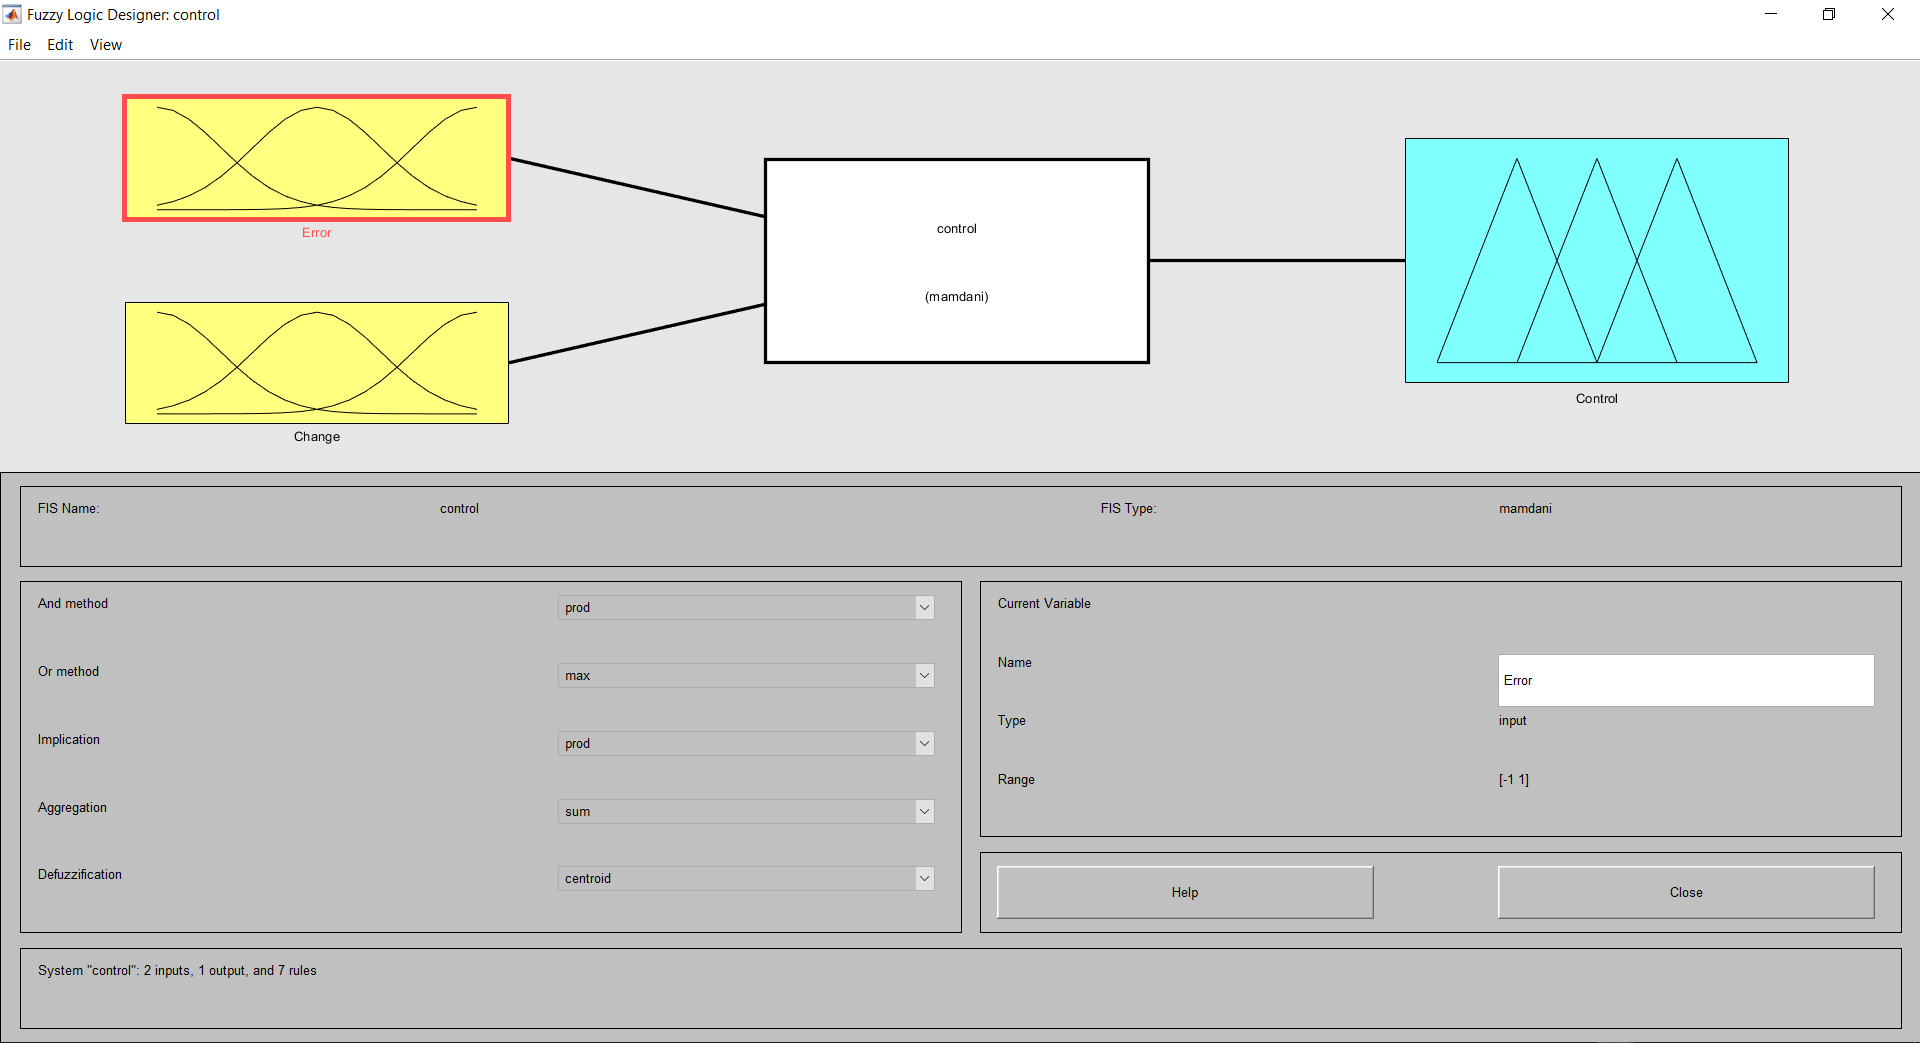 Fuzzy Logic Designer: control
File Edit View
Error
Change
control
(mamdani)
Control
FIS Name: control FIS Type: mamdani
And method prod
Or method max
Implication prod
Aggregation sum
Defuzzification centroid
Current Variable
Name Error
Type input
Range [-1 1]
Help Close
System "control": 2 inputs, 1 output, and 7 rules